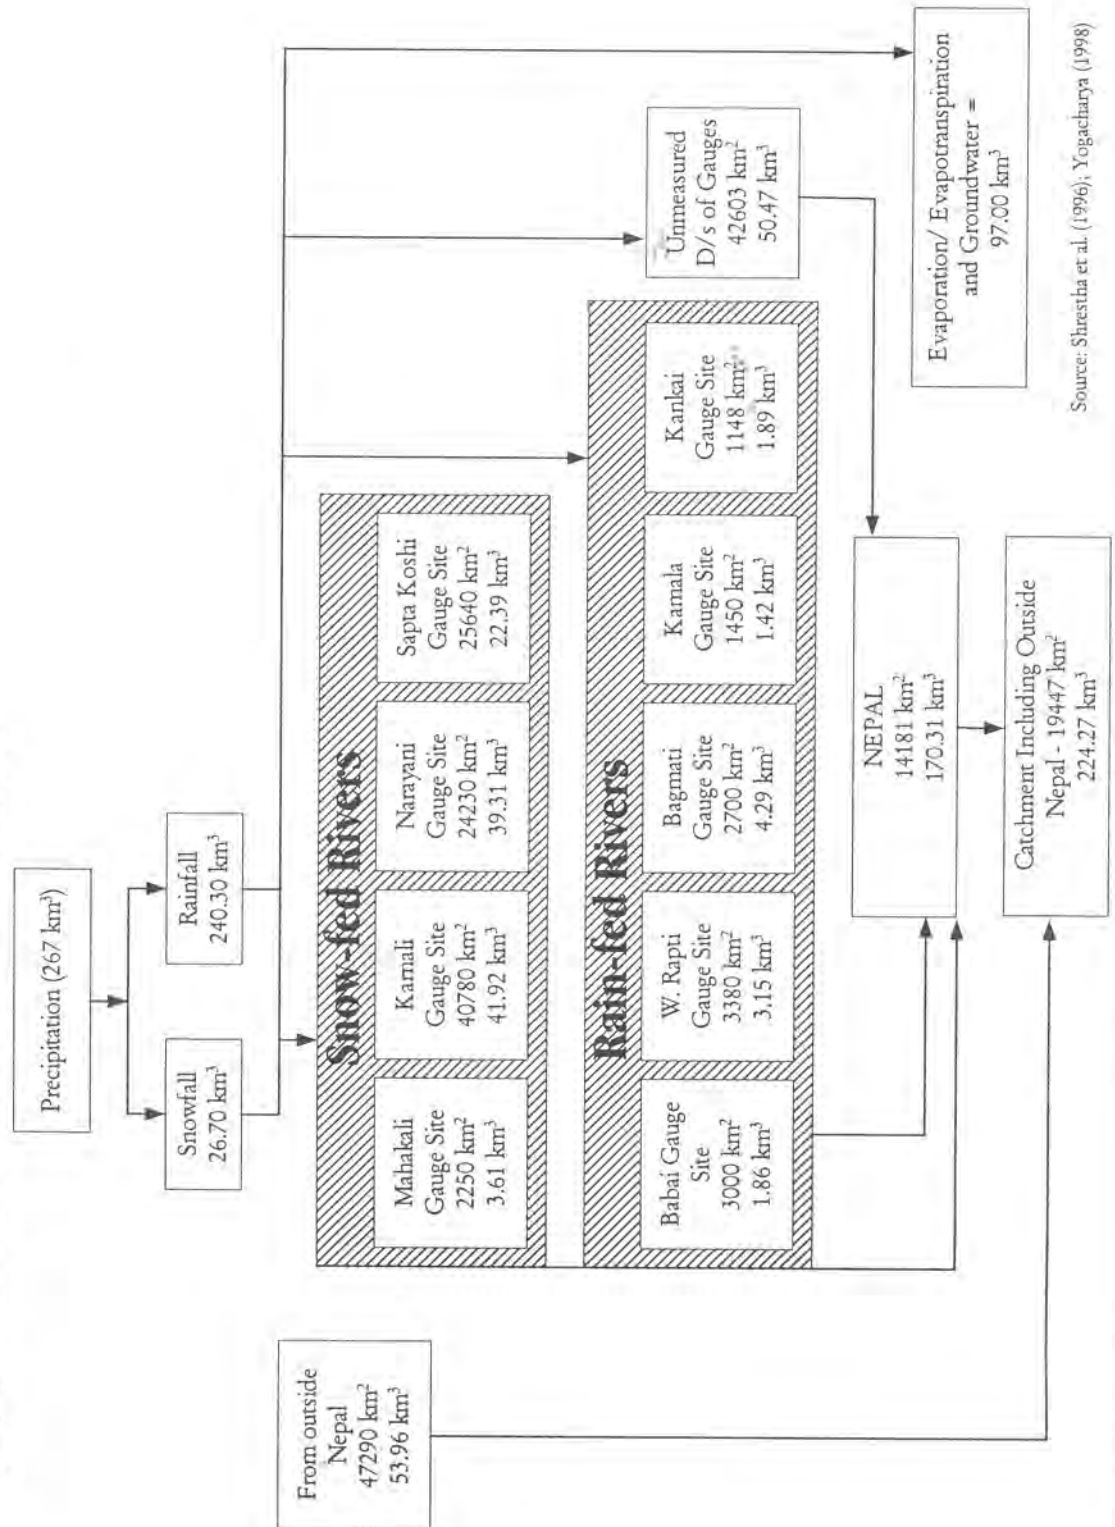 Precipitation (267 km³)
Snowfall
26.70 km³
Rainfall
240.30 km³
From outside
Nepal
47290 km²
53.96 km³
Snow-fed Rivers
Mahakali
Gauge Site
2250 km²
3.61 km³
Karnali
Gauge Site
40780 km²
41.92 km³
Narayani
Gauge Site
24230 km²
39.31 km³
Sapta Koshi
Gauge Site
25640 km²
22.39 km³
Rain-fed Rivers
Babai Gauge
Site
3000 km²
1.86 km³
W. Rapti
Gauge Site
3380 km²
3.15 km³
Bagmati
Gauge Site
2700 km²
4.29 km³
Kamala
Gauge Site
1450 km²
1.42 km³
Kankai
Gauge Site
1148 km²
1.89 km³
Unmeasured
D/s of Gauges
42603 km²
50.47 km³
NEPAL
14181 km²
170.31 km³
Evaporation/ Evapotranspiration
and Groundwater =
97.00 km³
Catchment Including Outside
Nepal - 19447 km²
224.27 km³
Source: Shrestha et al. (1996); Yogacharya (1998)